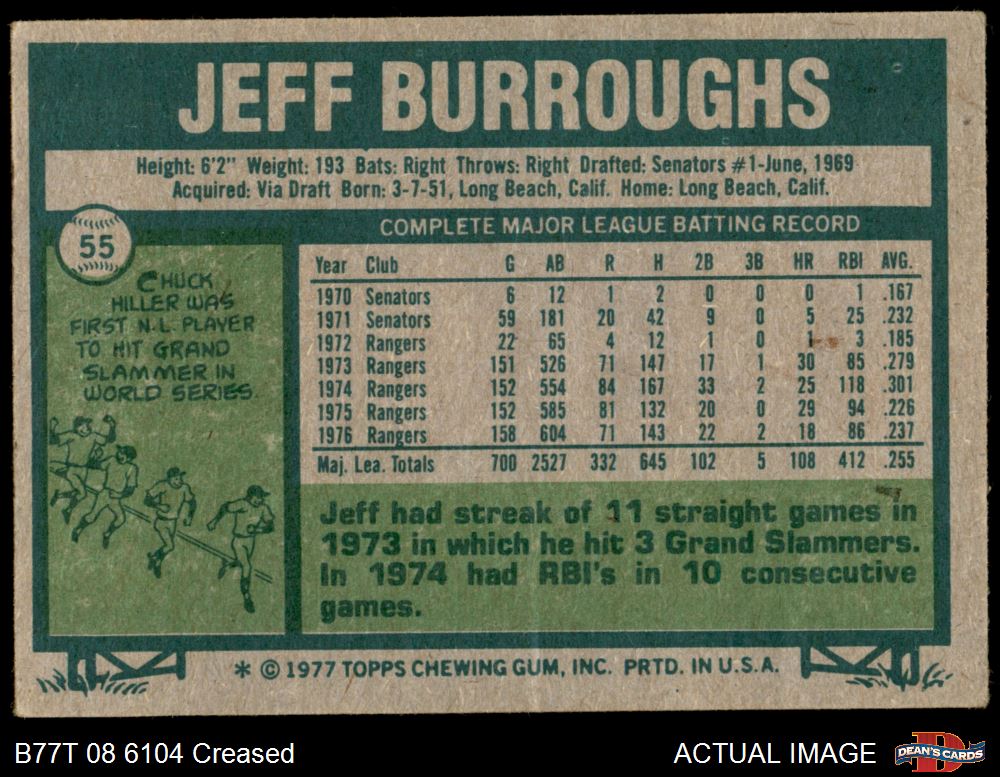 JEFF BURROUGHS
Height: 6'2" Weight: 193 Bats: Right Throws: Right Drafted: Senators #1-June, 1969
Acquired: Via Draft Born: 3-7-51, Long Beach, Calif. Home: Long Beach, Calif.
55
CHUCK
HILLER WAS
FIRST N.L. PLAYER
TO HIT GRAND
SLAMMER IN
WORLD SERIES.
COMPLETE MAJOR LEAGUE BATTING RECORD
Year Club G AB R H 2B 3B HR RBI AVG.
1970 Senators 6 12 1 2 0 0 0 1 .167
1971 Senators 59 181 20 42 9 0 5 25 .232
1972 Rangers 22 65 4 12 1 0 1 3 .185
1973 Rangers 151 526 71 147 17 1 30 85 .279
1974 Rangers 152 554 84 167 33 2 25 118 .301
1975 Rangers 152 585 81 132 20 0 29 94 .226
1976 Rangers 158 604 71 143 22 2 18 86 .237
Maj. Lea. Totals 700 2527 332 645 102 5 108 412 .255
Jeff had streak of 11 straight games in
1973 in which he hit 3 Grand Slammers.
In 1974 had RBI's in 10 consecutive
games.
* © 1977 TOPPS CHEWING GUM, INC. PRTD. IN U.S.A.
B77T 08 6104 Creased
ACTUAL IMAGE
DEAN'S CARDS